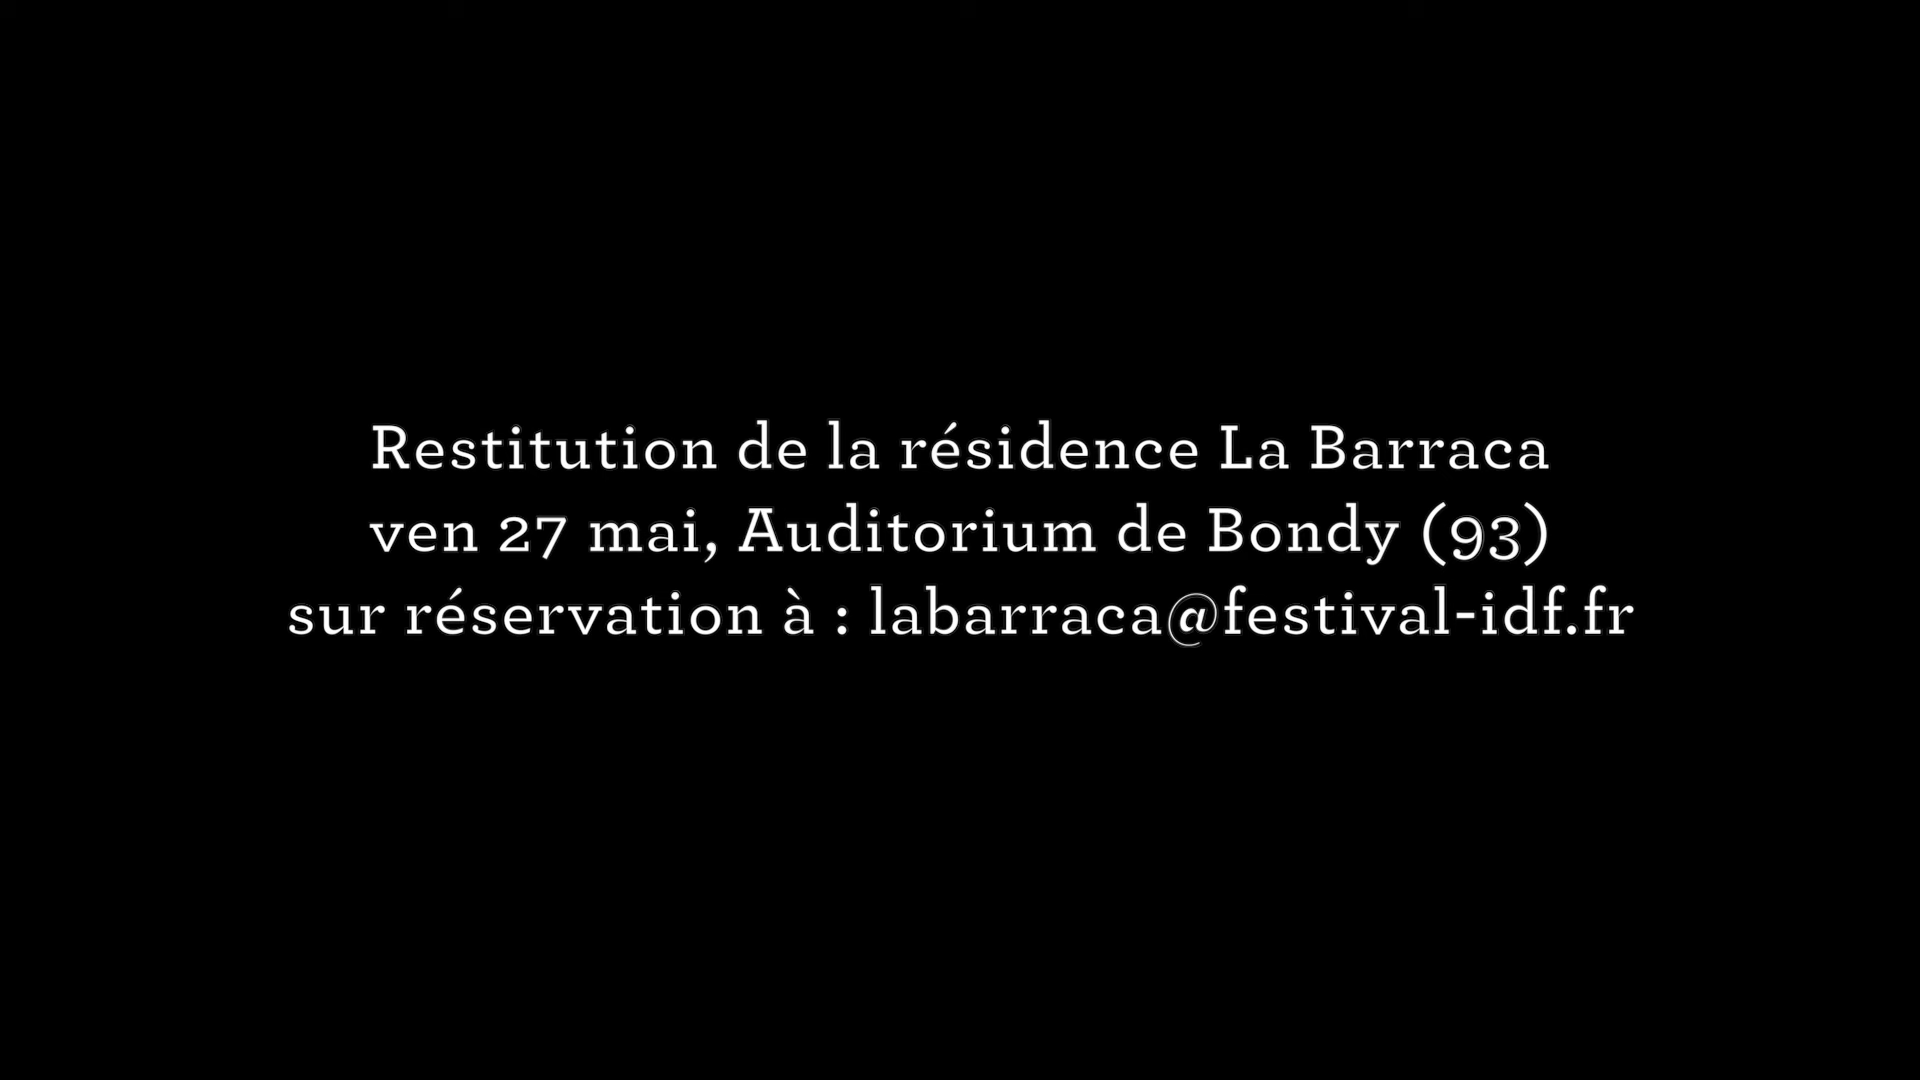 Restitution de la résidence La Barraca
ven 27 mai, Auditorium de Bondy (93)
sur réservation à : labarraca@festival-idf.fr